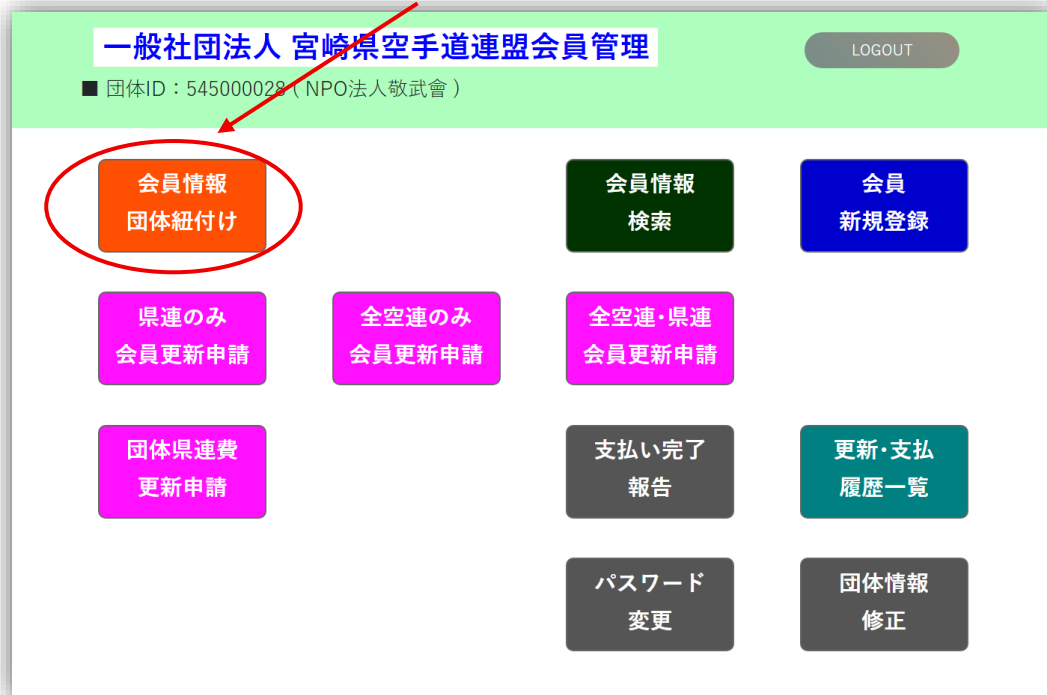 一般社団法人 宮崎県空手道連盟会員管理
LOGOUT
■ 団体ID：545000028 ( NPO法人敬武會 )
会員情報
団体紐付け
会員情報
検索
会員
新規登録
県連のみ
会員更新申請
全空連のみ
会員更新申請
全空連･県連
会員更新申請
団体県連費
更新申請
支払い完了
報告
更新･支払
履歴一覧
パスワード
変更
団体情報
修正